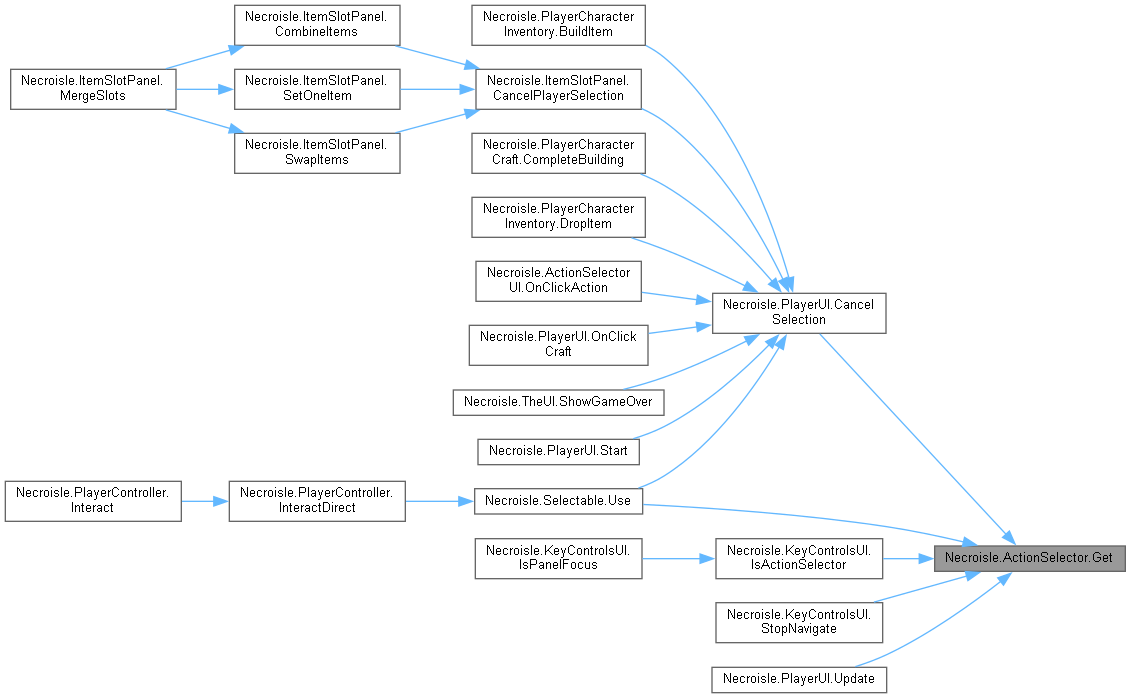 Necroisle.ItemSlotPanel.
MergeSlots
Necroisle.ItemSlotPanel.
CombineItems
Necroisle.ItemSlotPanel.
SetOneItem
Necroisle.ItemSlotPanel.
SwapItems
Necroisle.PlayerCharacter
Inventory.BuildItem
Necroisle.ItemSlotPanel.
CancelPlayerSelection
Necroisle.PlayerCharacter
Craft.CompleteBuilding
Necroisle.PlayerCharacter
Inventory.DropItem
Necroisle.ActionSelector
UI.OnClickAction
Necroisle.PlayerUI.OnClick
Craft
Necroisle.TheUI.ShowGameOver
Necroisle.PlayerUI.Start
Necroisle.PlayerController.
Interact
Necroisle.PlayerController.
InteractDirect
Necroisle.Selectable.Use
Necroisle.KeyControlsUI.
IsPanelFocus
Necroisle.PlayerUI.Cancel
Selection
Necroisle.KeyControlsUI.
IsActionSelector
Necroisle.KeyControlsUI.
StopNavigate
Necroisle.PlayerUI.Update
Necroisle.ActionSelector.Get